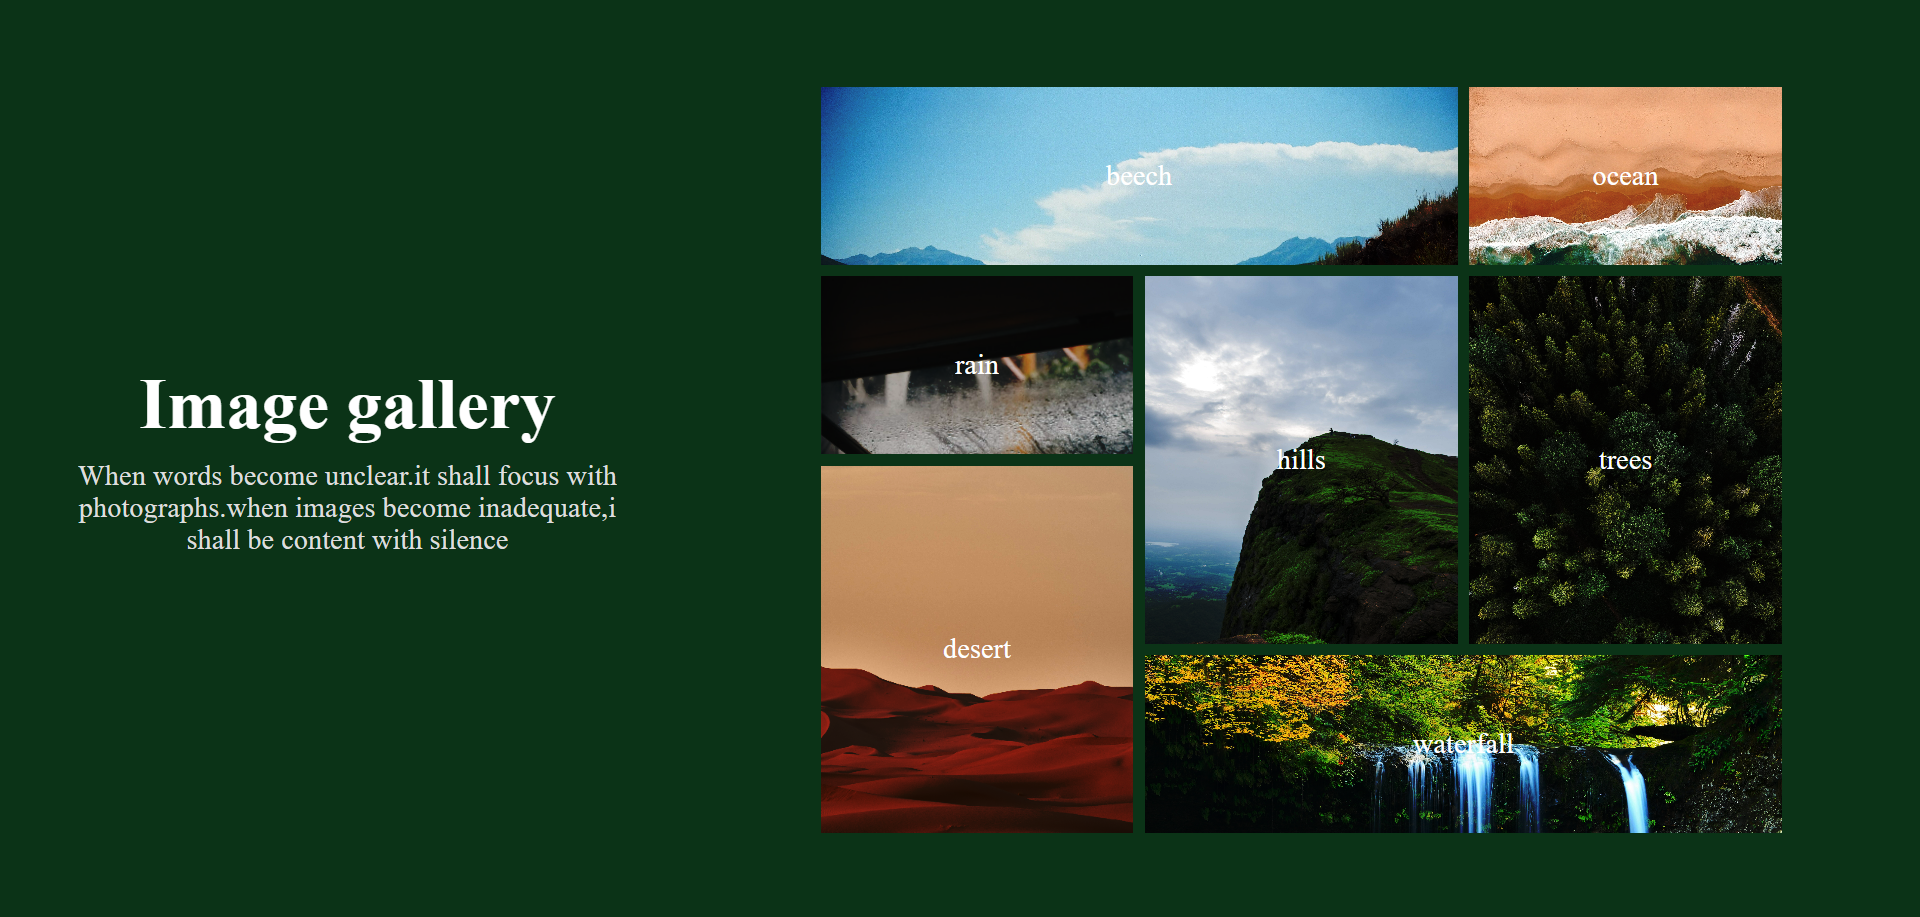 Image gallery
When words become unclear.it shall focus with
photographs.when images become inadequate,i
shall be content with silence
beech
ocean
rain
hills
trees
desert
waterfall